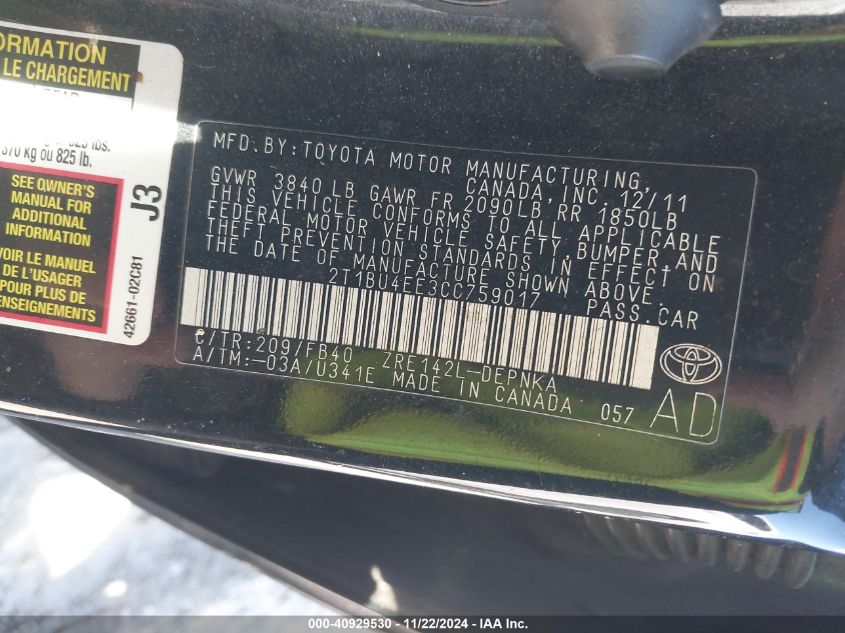 ORMATION
LE CHARGEMENT
370 kg ou 825 lb.
SEE OWNER'S
MANUAL FOR
ADDITIONAL
INFORMATION
VOIR LE MANUEL
DE L'USAGER
POUR PLUS DE
RENSEIGNEMENTS
J3
42661-02C81
MFD. BY: TOYOTA MOTOR MANUFACTURING,
CANADA, INC. 12/11
GVWR 3840 LB GAWR FR 2090LB RR 1850LB
THIS VEHICLE CONFORMS TO ALL APPLICABLE
FEDERAL MOTOR VEHICLE SAFETY, BUMPER AND
THEFT PREVENTION STANDARDS IN EFFECT ON
THE DATE OF MANUFACTURE SHOWN ABOVE.
2T1BU4EE3CC759017 PASS. CAR
C/TR: 209/FB40 ZRE142L-DEPNKA
A/TM: -03A/U341E MADE IN CANADA 057 AD
000-40929530 - 11/22/2024 - IMPACT AUCTIONS, INC.